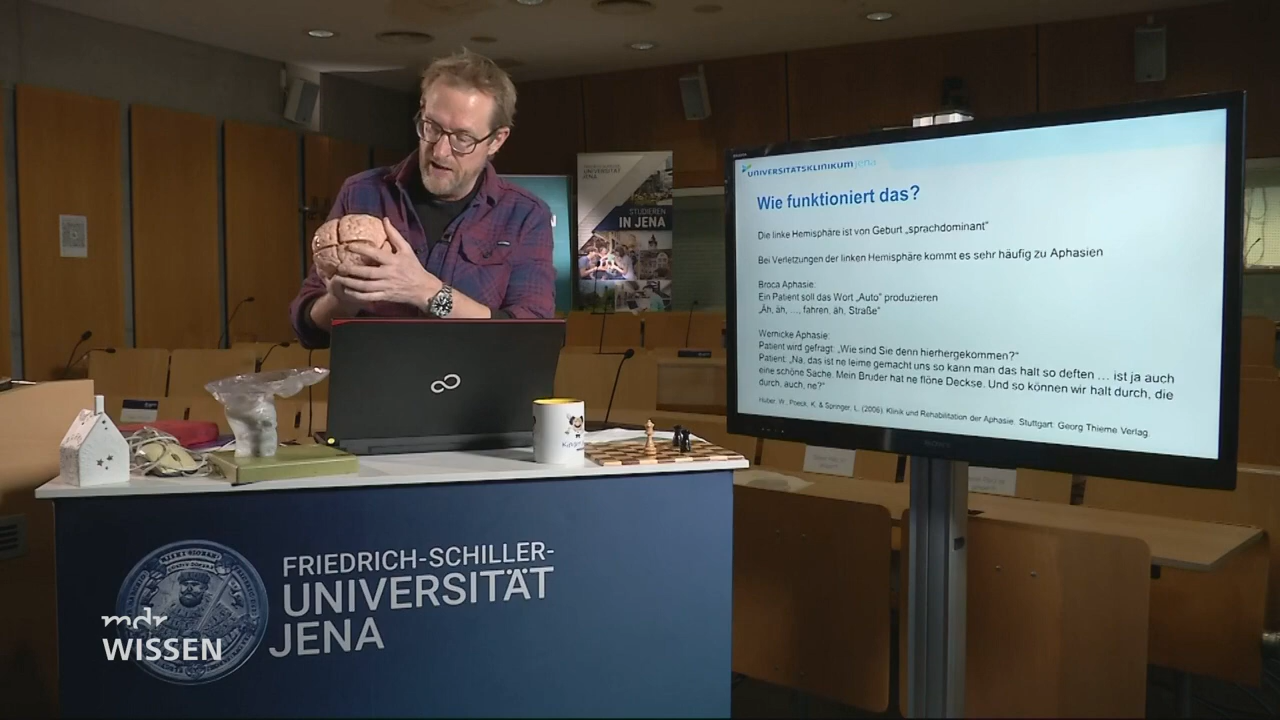 UNIVERSITÄTSKLINIKUM jena
Wie funktioniert das?
Die linke Hemisphäre ist von Geburt „sprachdominant“
Bei Verletzungen der linken Hemisphäre kommt es sehr häufig zu Aphasien
Broca Aphasie:
Ein Patient soll das Wort „Auto“ produzieren
„Äh, äh, …, fahren, äh, Straße“
Wernicke Aphasie:
Patient wird gefragt: „Wie sind Sie denn hierhergekommen?“
Patient: „Na, das ist ne leime gemacht uns so kann man das halt so deften … ist ja auch
eine schöne Sache. Mein Bruder hat ne flöne Deckse. Und so können wir halt durch, die
durch, auch, ne?“
Huber, W., Poeck, K. & Springer, L. (2006). Klinik und Rehabilitation der Aphasie. Stuttgart: Georg Thieme Verlag.
UNIVERSITÄT
JENA
STUDIEREN
IN JENA
FRIEDRICH-SCHILLER-
UNIVERSITÄT
JENA
mdr
WISSEN